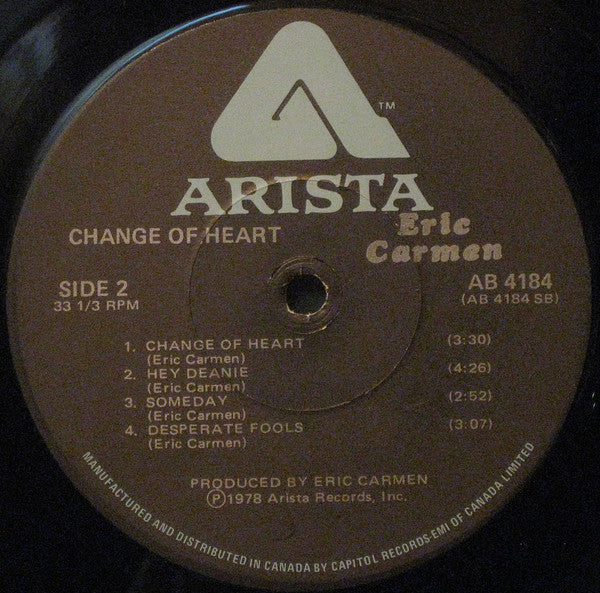 ™
ARISTA
CHANGE OF HEART
Eric
Carmen
SIDE 2
33 1/3 RPM
AB 4184
(AB 4184 SB)
1. CHANGE OF HEART (3:30)
(Eric Carmen)
2. HEY DEANIE (4:26)
(Eric Carmen)
3. SOMEDAY (2:52)
(Eric Carmen)
4. DESPERATE FOOLS (3:07)
(Eric Carmen)
PRODUCED BY ERIC CARMEN
Ⓟ1978 Arista Records, Inc.
MANUFACTURED AND DISTRIBUTED IN CANADA BY CAPITOL RECORDS-EMI OF CANADA LIMITED